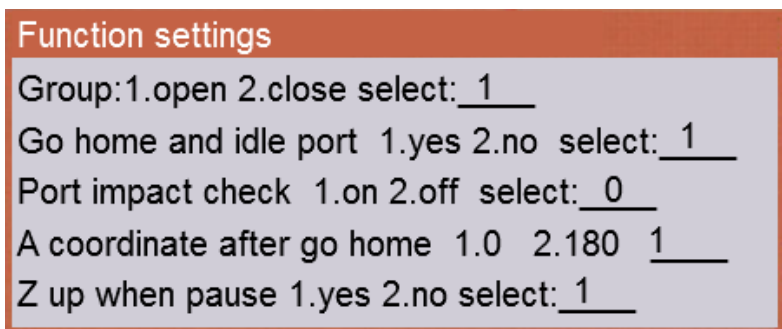 Function settings
Group:1.open 2.close select: 1
Go home and idle port 1.yes 2.no select: 1
Port impact check 1.on 2.off select: 0
A coordinate after go home 1.0 2.180 1
Z up when pause 1.yes 2.no select: 1